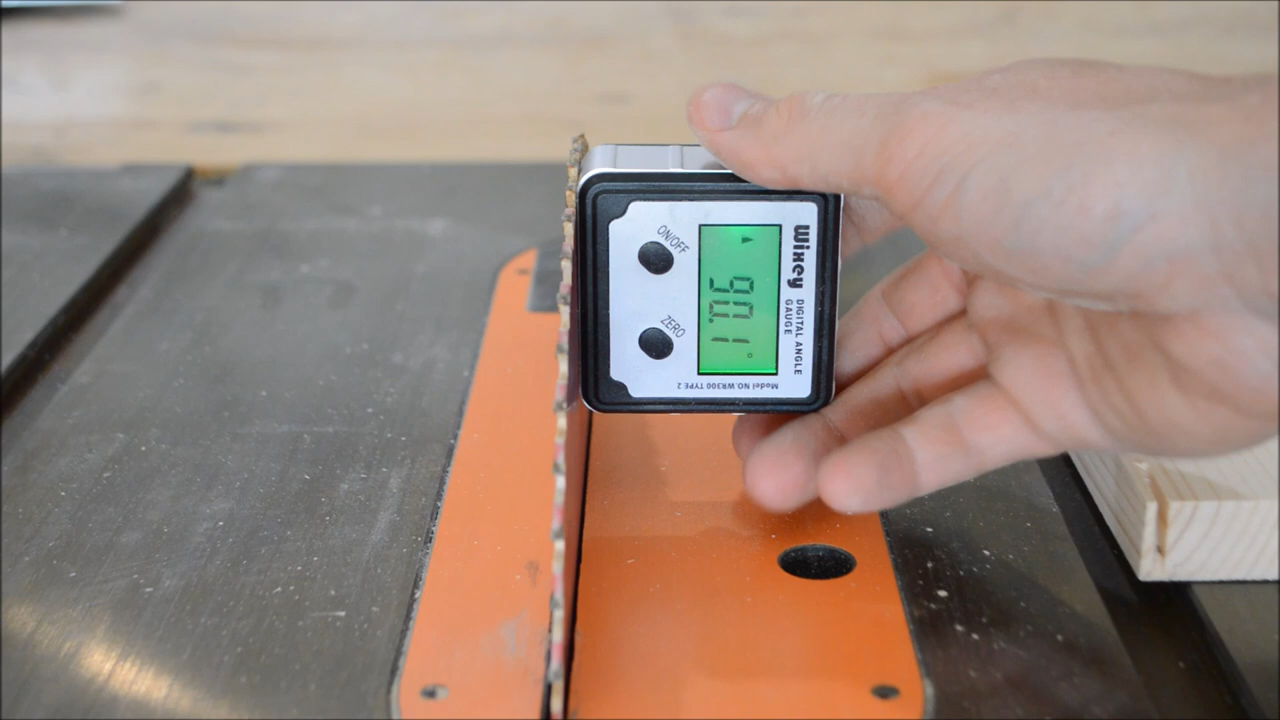 ON/OFF
ZERO
Wixey
DIGITAL ANGLE
GAUGE
90.1°
Model NO.WR300 TYPE 2